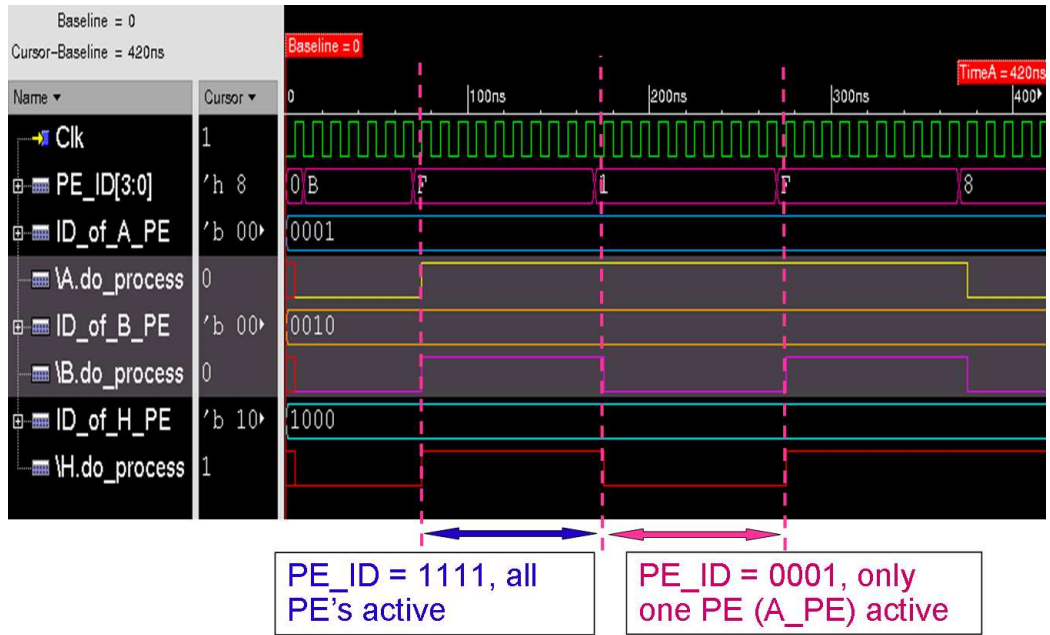 Baseline = 0
Cursor-Baseline = 420ns
Baseline = 0
TimeA = 420ns
Name Cursor 0 100ns 200ns 300ns 400
Clk 1
PE_ID[3:0] 'h 8 0 B F 1 F 8
ID_of_A_PE 'b 00 0001
\A.do_process 0
ID_of_B_PE 'b 00 0010
\B.do_process 0
ID_of_H_PE 'b 10 1000
\H.do_process 1
PE_ID = 1111, all
PE's active
PE_ID = 0001, only
one PE (A_PE) active